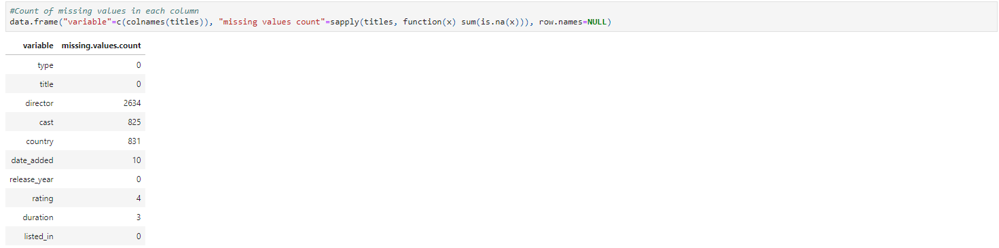 #Count of missing values in each column
data.frame("variable"=c(colnames(titles)), "missing values count"=sapply(titles, function(x) sum(is.na(x))), row.names=NULL)
variable missing.values.count
type 0
title 0
director 2634
cast 825
country 831
date_added 10
release_year 0
rating 4
duration 3
listed_in 0